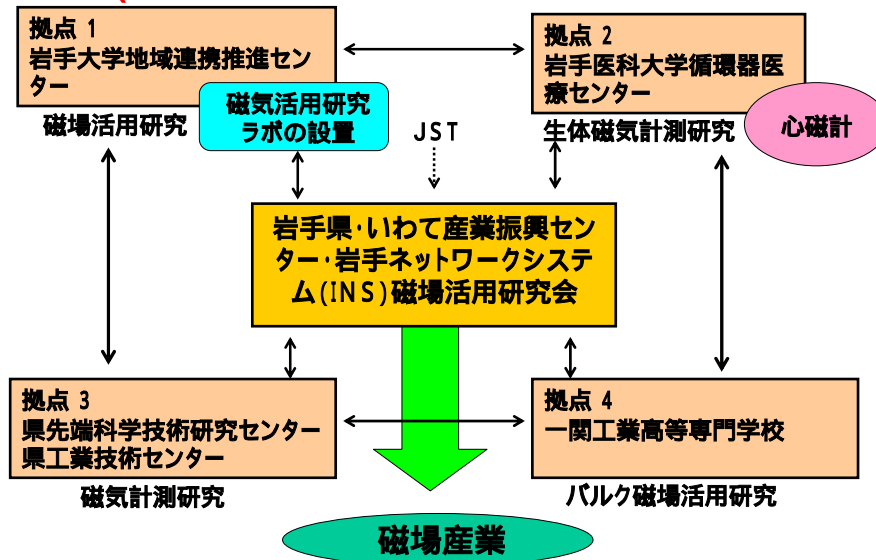 拠点 1
岩手大学地域連携推進セン
ター
磁場活用研究
磁気活用研究
ラボの設置
JST
拠点 2
岩手医科大学循環器医
療センター
生体磁気計測研究
心磁計
岩手県・いわて産業振興セン
ター・岩手ネットワークシステ
ム(INS)磁場活用研究会
拠点 3
県先端科学技術研究センター
県工業技術センター
磁気計測研究
拠点 4
一関工業高等専門学校
バルク磁場活用研究
磁場産業